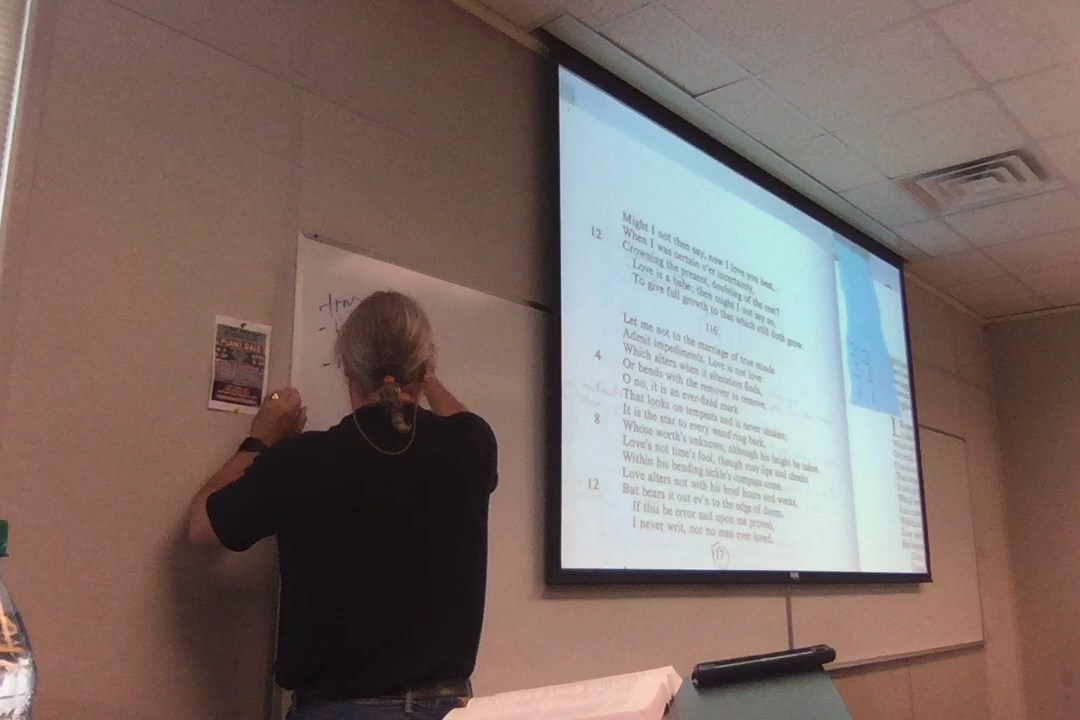 PLANT SALE
Might I not then say, now I love you best,
12 When I was certain o'er incertainty,
Crowning the present, doubting of the rest?
Love is a babe; then might I not say so,
To give full growth to that which still doth grow.
116
Let me not to the marriage of true minds
Admit impediments. Love is not love
4 Which alters when it alteration finds,
Or bends with the remover to remove.
O no, it is an ever-fixèd mark
That looks on tempests and is never shaken;
8 It is the star to every wand'ring bark,
Whose worth's unknown, although his height be taken.
Love's not time's fool, though rosy lips and cheeks
Within his bending sickle's compass come.
12 Love alters not with his brief hours and weeks,
But bears it out ev'n to the edge of doom.
If this be error and upon me proved,
I never writ, nor no man ever loved.
117